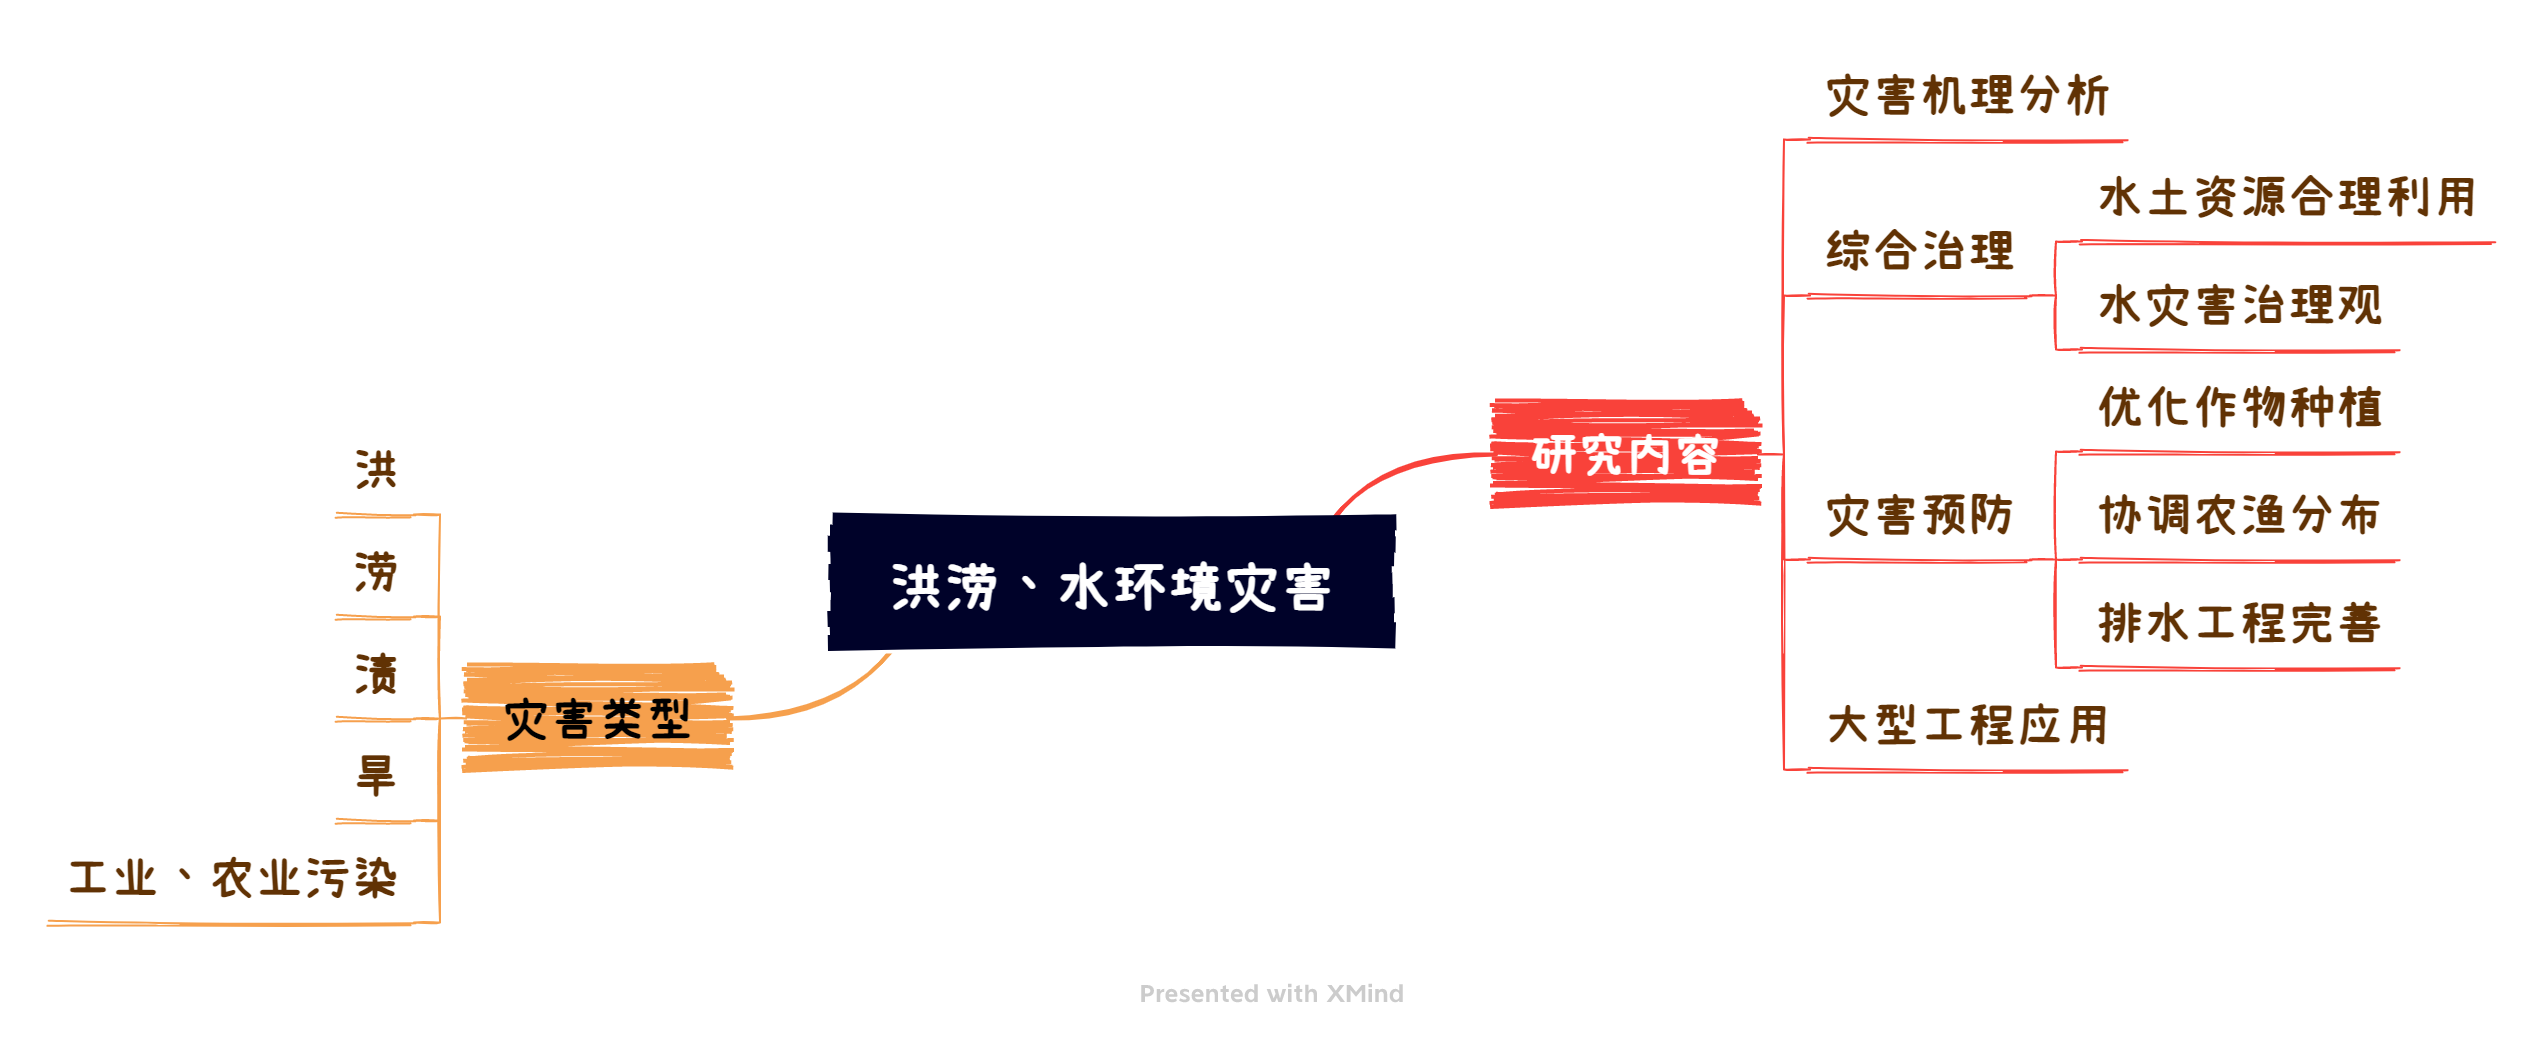 洪涝、水环境灾害
研究内容
灾害机理分析
综合治理
水土资源合理利用
水灾害治理观
灾害预防
优化作物种植
协调农渔分布
排水工程完善
大型工程应用
灾害类型
洪
涝
渍
旱
工业、农业污染
Presented with XMind